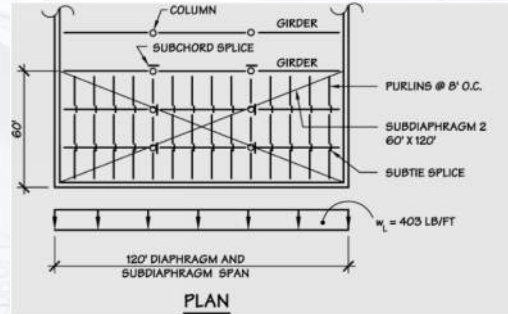 COLUMN
GIRDER
SUBCHORD SPLICE
GIRDER
PURLINS @ 8' O.C.
SUBDIAPHRAGM 2
60' X 120'
60'
SUBTIE SPLICE
wL = 403 LB/FT
120' DIAPHRAGM AND
SUBDIAPHRAGM SPAN
PLAN